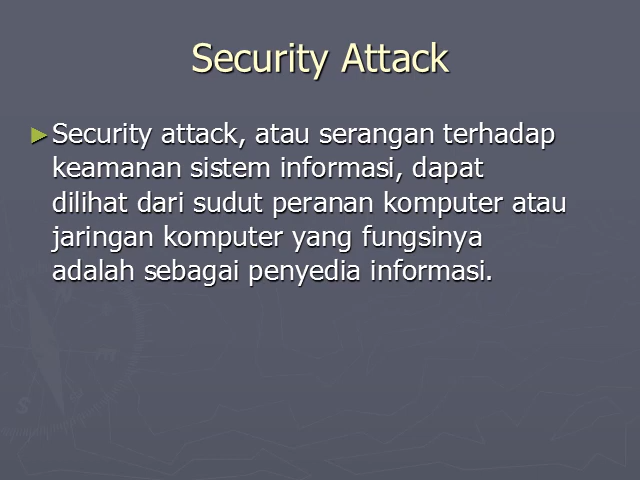 Security Attack
Security attack, atau serangan terhadap
keamanan sistem informasi, dapat
dilihat dari sudut peranan komputer atau
jaringan komputer yang fungsinya
adalah sebagai penyedia informasi.